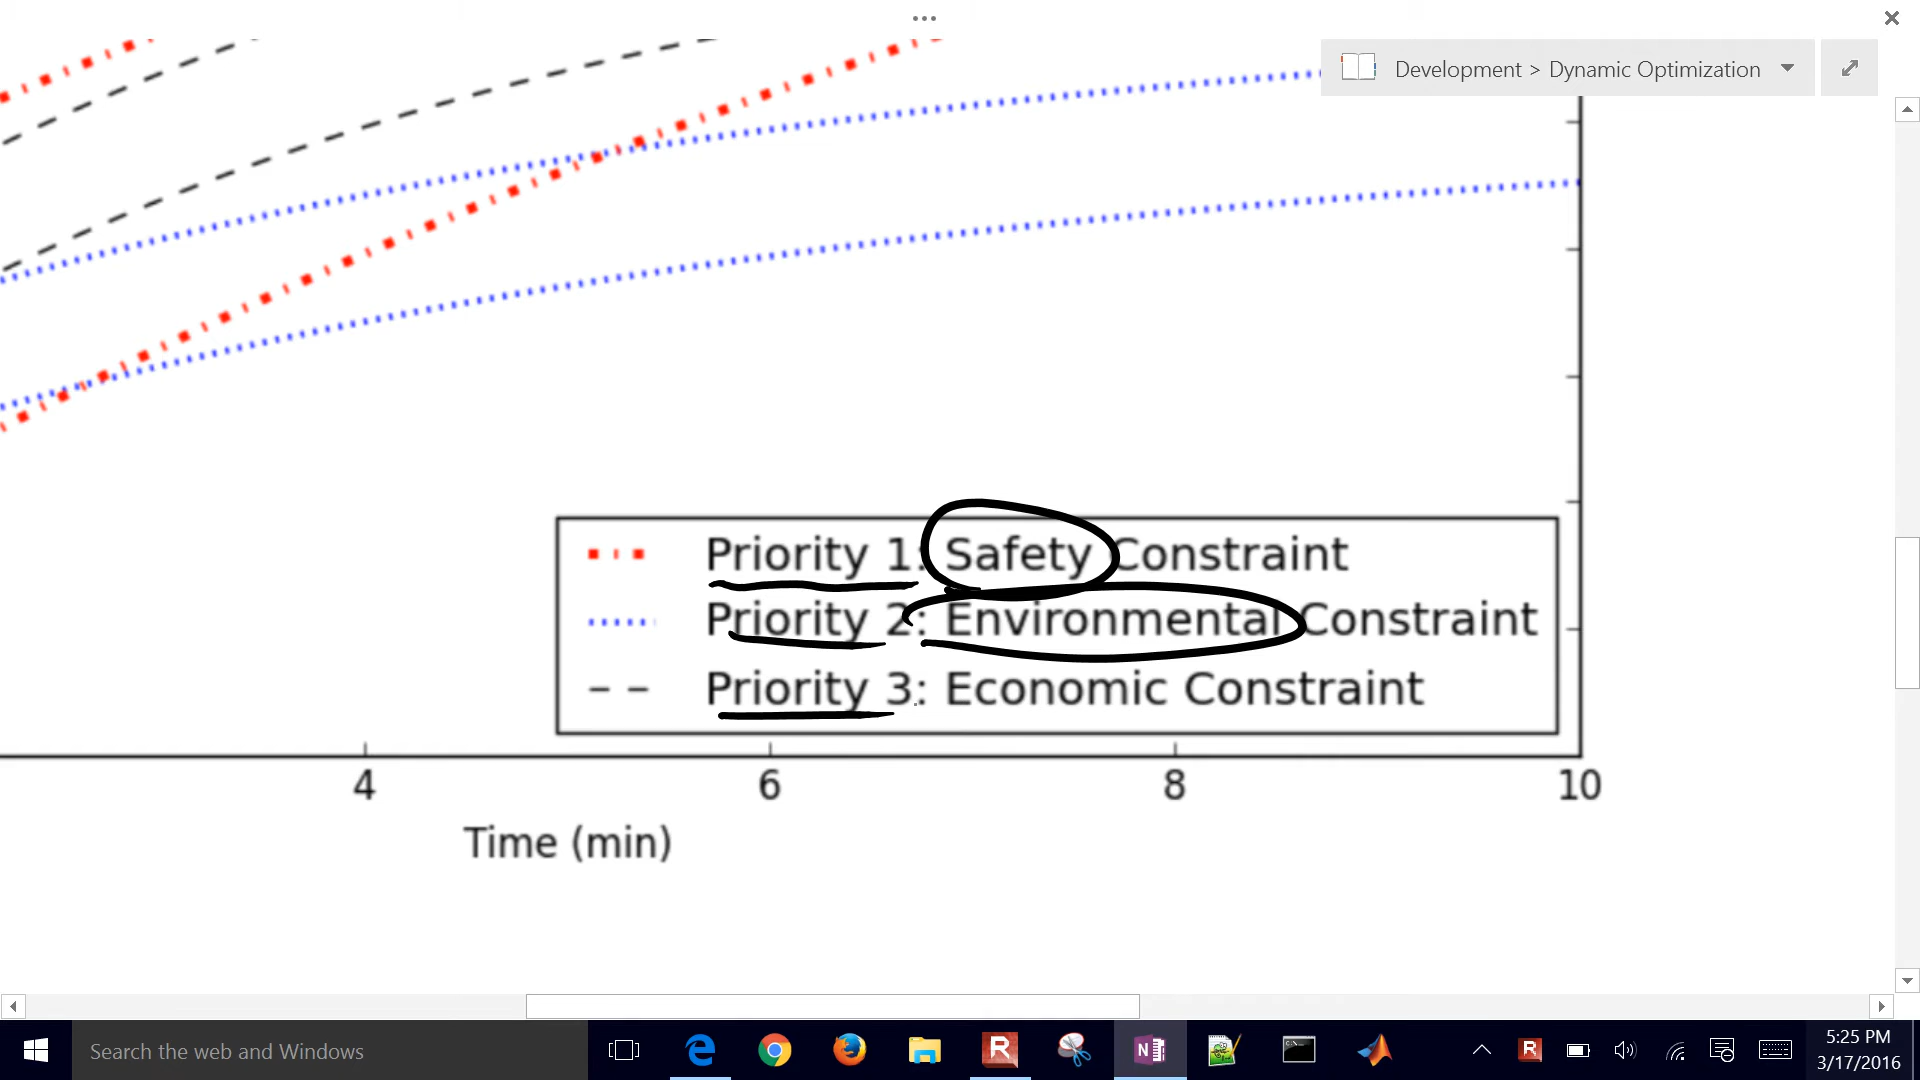 Development > Dynamic Optimization
Priority 1: Safety Constraint
Priority 2: Environmental Constraint
Priority 3: Economic Constraint
4 6 8 10
Time (min)
Search the web and Windows
5:25 PM
3/17/2016